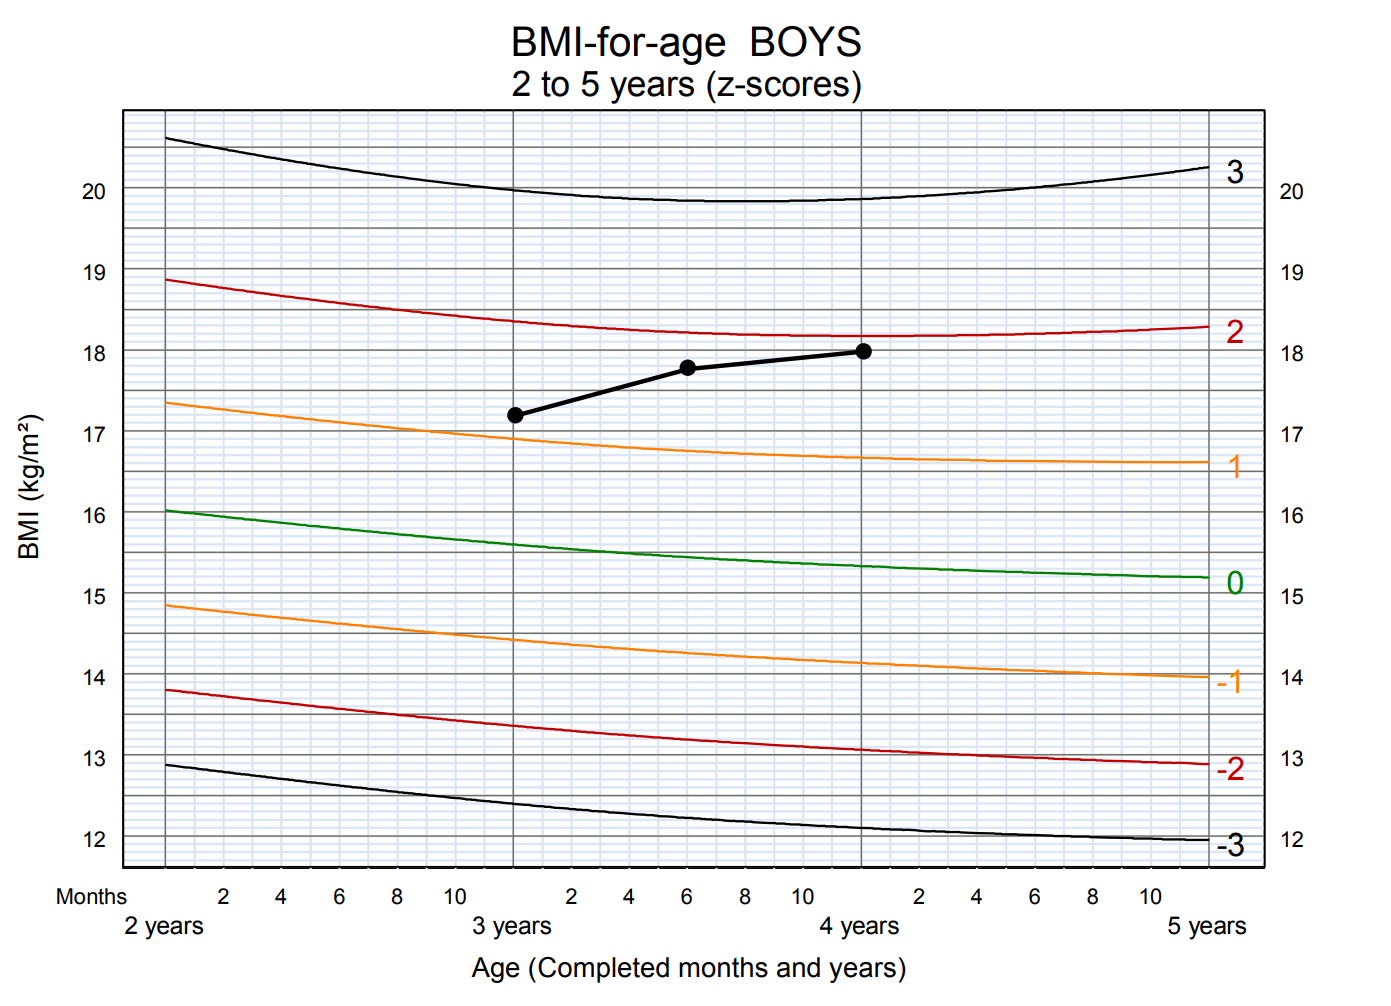 BMI-for-age BOYS
2 to 5 years (z-scores)
3
20 20
19 19
2
18 18
17 17
1
16 16
0
15 15
14 14
-1
13 13
-2
12 12
-3
BMI (kg/m²)
Months 2 4 6 8 10 2 4 6 8 10 2 4 6 8 10
2 years 3 years 4 years 5 years
Age (Completed months and years)